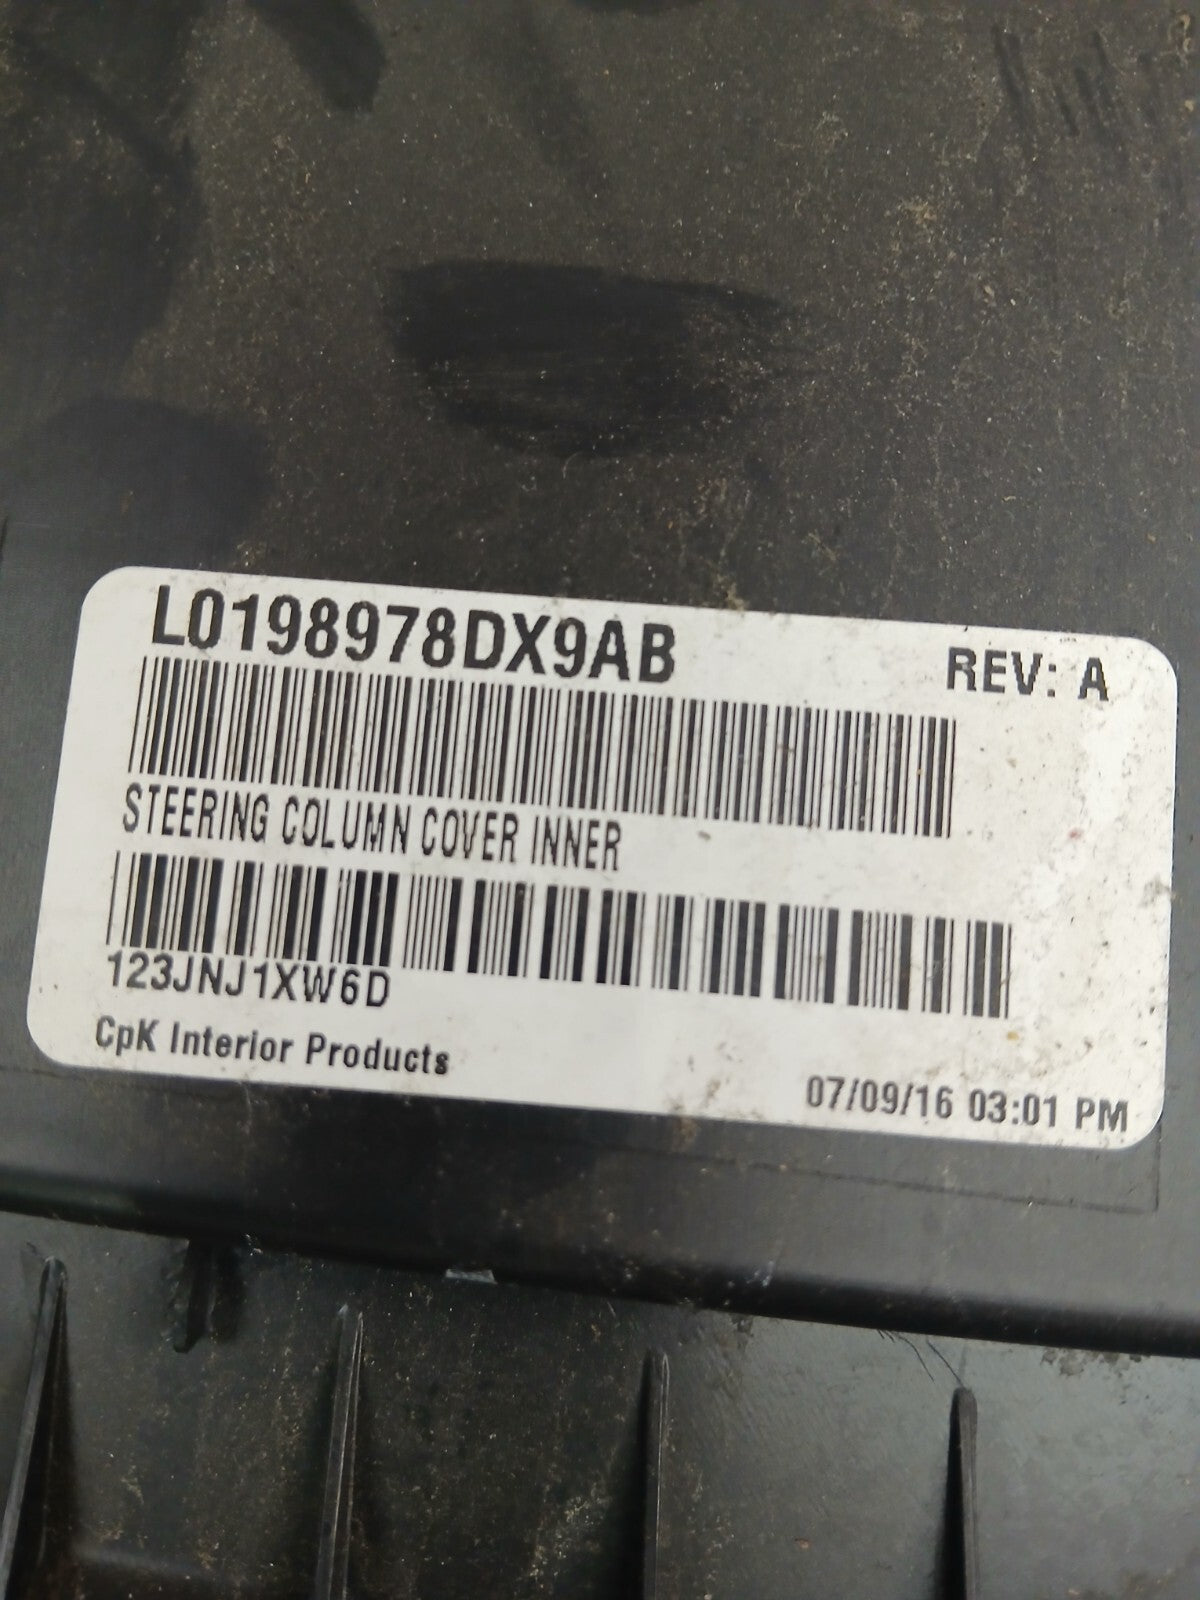 L0198978DX9AB
REV: A
STEERING COLUMN COVER INNER
123JNJ1XW6D
CpK Interior Products
07/09/16 03:01 PM